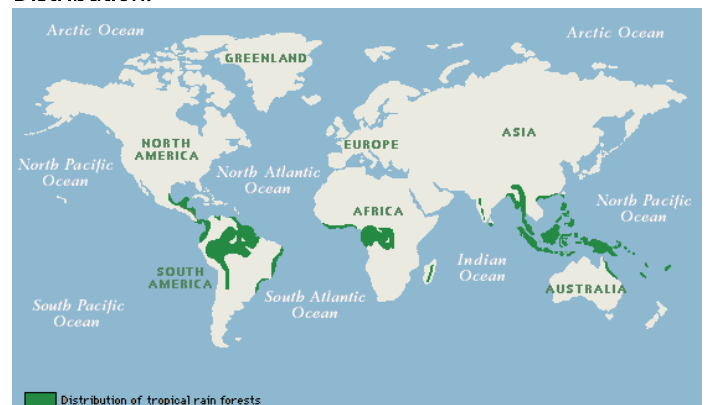 Distribution:
Arctic Ocean
Arctic Ocean
GREENLAND
NORTH
AMERICA
EUROPE
ASIA
North Pacific
Ocean
North Atlantic
Ocean
North Pacific
Ocean
AFRICA
Indian
Ocean
SOUTH
AMERICA
AUSTRALIA
South Pacific
Ocean
South Atlantic
Ocean
Distribution of tropical rain forests